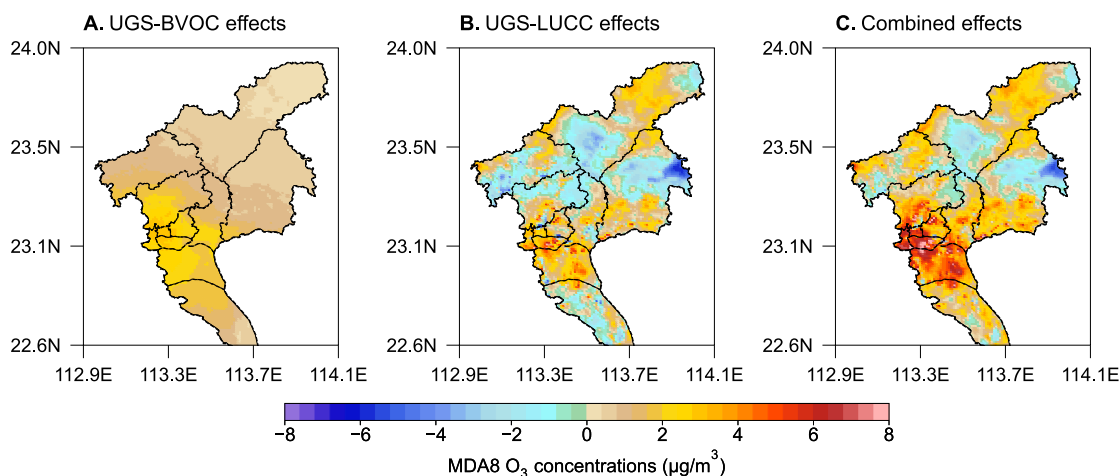 A. UGS-BVOC effects
B. UGS-LUCC effects
C. Combined effects
24.0N
23.5N
23.1N
22.6N
112.9E 113.3E 113.7E 114.1E
24.0N
23.5N
23.1N
22.6N
112.9E 113.3E 113.7E 114.1E
24.0N
23.5N
23.1N
22.6N
112.9E 113.3E 113.7E 114.1E
−8 −6 −4 −2 0 2 4 6 8
MDA8 O₃ concentrations (μg/m³)